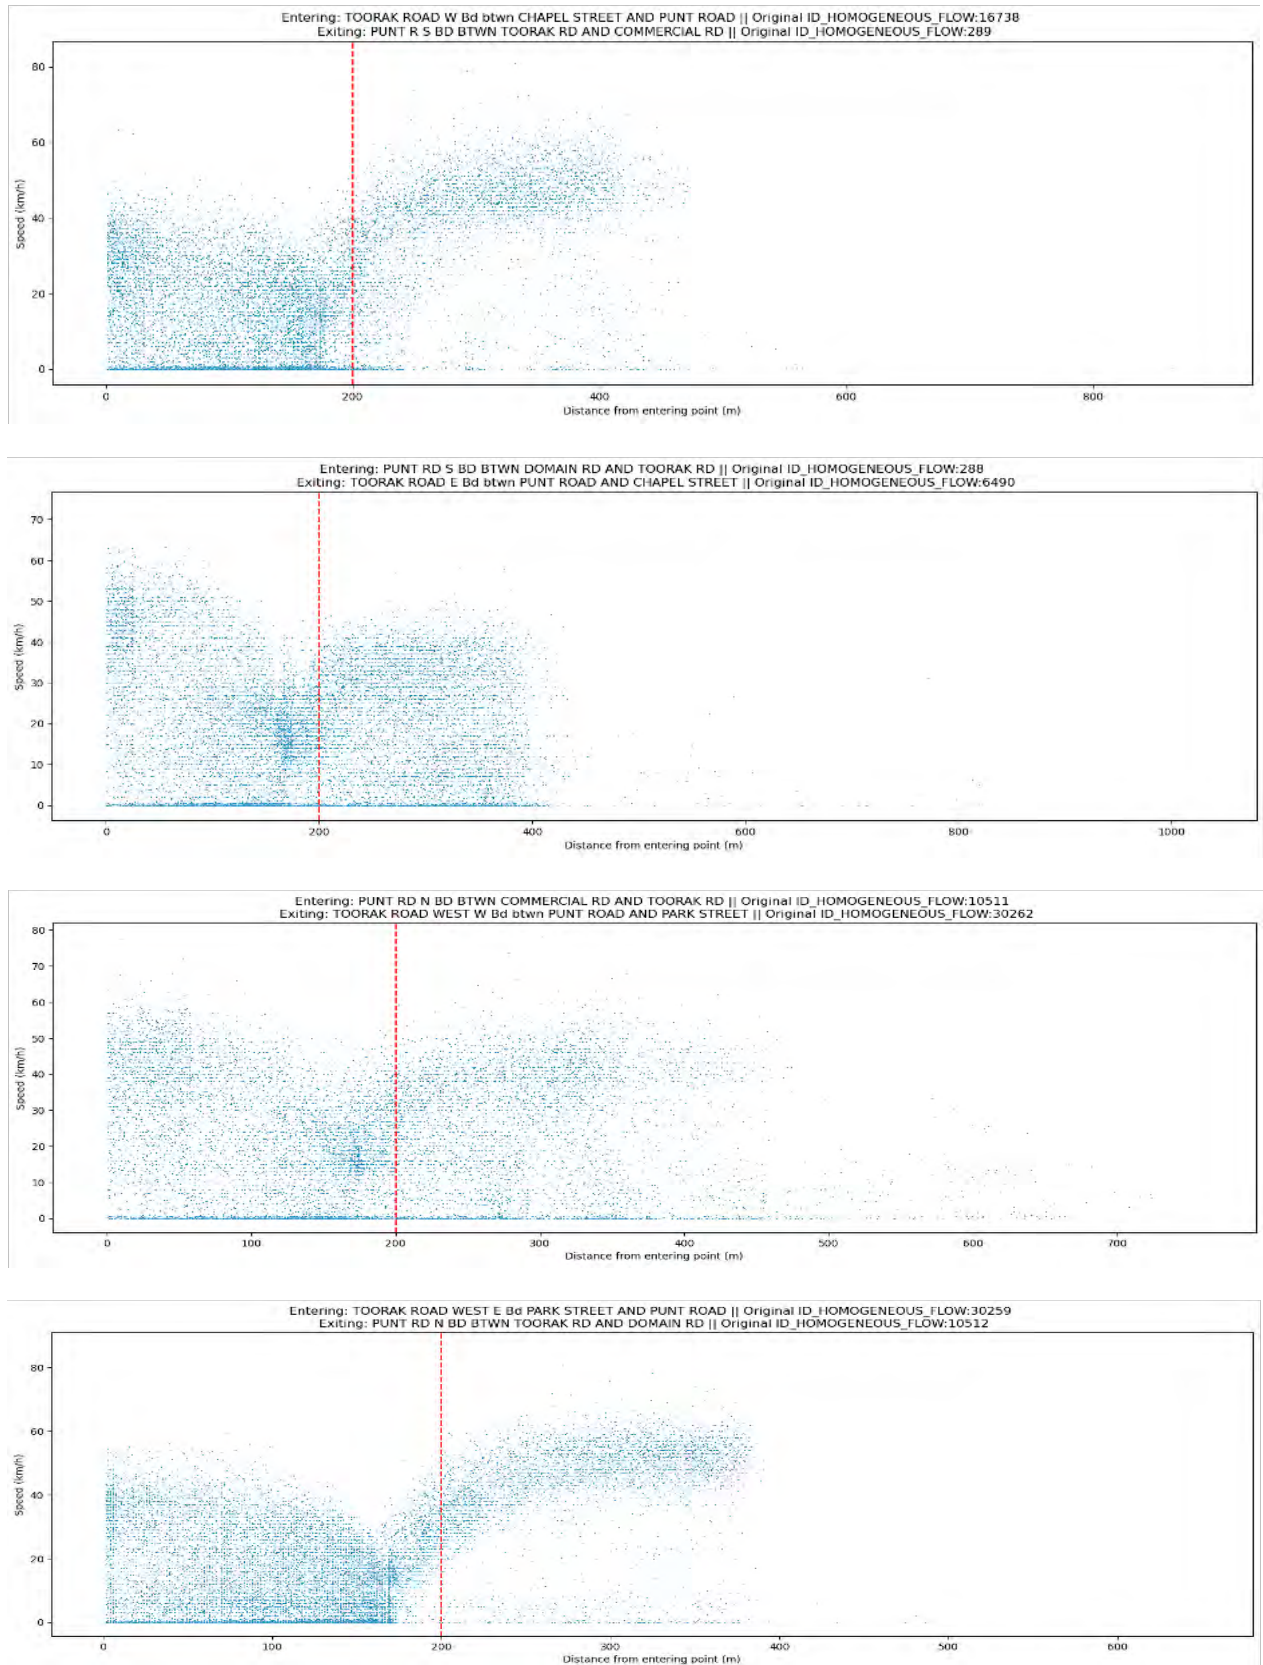 Entering: TOORAK ROAD W Bd btwn CHAPEL STREET AND PUNT ROAD || Original ID_HOMOGENEOUS_FLOW:16738
Exiting: PUNT R S BD BTWN TOORAK RD AND COMMERCIAL RD || Original ID_HOMOGENEOUS_FLOW:289
80
60
40
20
0
Speed (km/h)
0 200 400 600 800
Distance from entering point (m)
Entering: PUNT RD S BD BTWN DOMAIN RD AND TOORAK RD || Original ID_HOMOGENEOUS_FLOW:288
Exiting: TOORAK ROAD E Bd btwn PUNT ROAD AND CHAPEL STREET || Original ID_HOMOGENEOUS_FLOW:6490
70
60
50
40
30
20
10
0
Speed (km/h)
0 200 400 600 800 1000
Distance from entering point (m)
Entering: PUNT RD N BD BTWN COMMERCIAL RD AND TOORAK RD || Original ID_HOMOGENEOUS_FLOW:10511
Exiting: TOORAK ROAD WEST W Bd btwn PUNT ROAD AND PARK STREET || Original ID_HOMOGENEOUS_FLOW:30262
80
70
60
50
40
30
20
10
0
Speed (km/h)
0 100 200 300 400 500 600 700
Distance from entering point (m)
Entering: TOORAK ROAD WEST E Bd PARK STREET AND PUNT ROAD || Original ID_HOMOGENEOUS_FLOW:30259
Exiting: PUNT RD N BD BTWN TOORAK RD AND DOMAIN RD || Original ID_HOMOGENEOUS_FLOW:10512
80
60
40
20
0
Speed (km/h)
0 100 200 300 400 500 600
Distance from entering point (m)